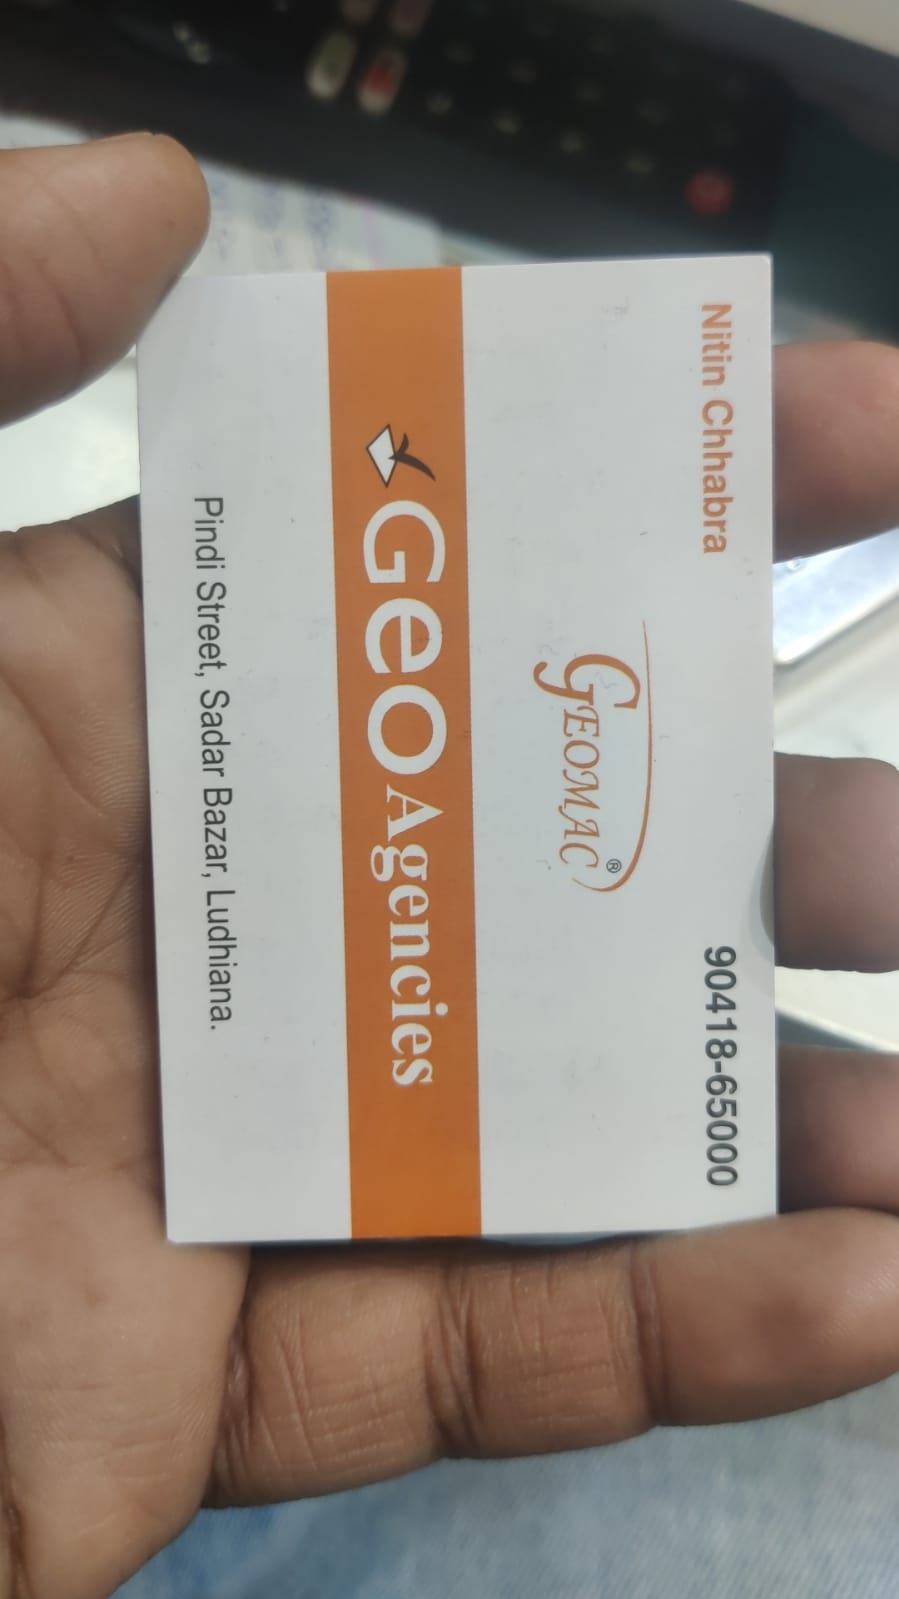 Nitin Chhabra
90418-65000
GEOMAC®
GeO Agencies
Pindi Street, Sadar Bazar, Ludhiana.